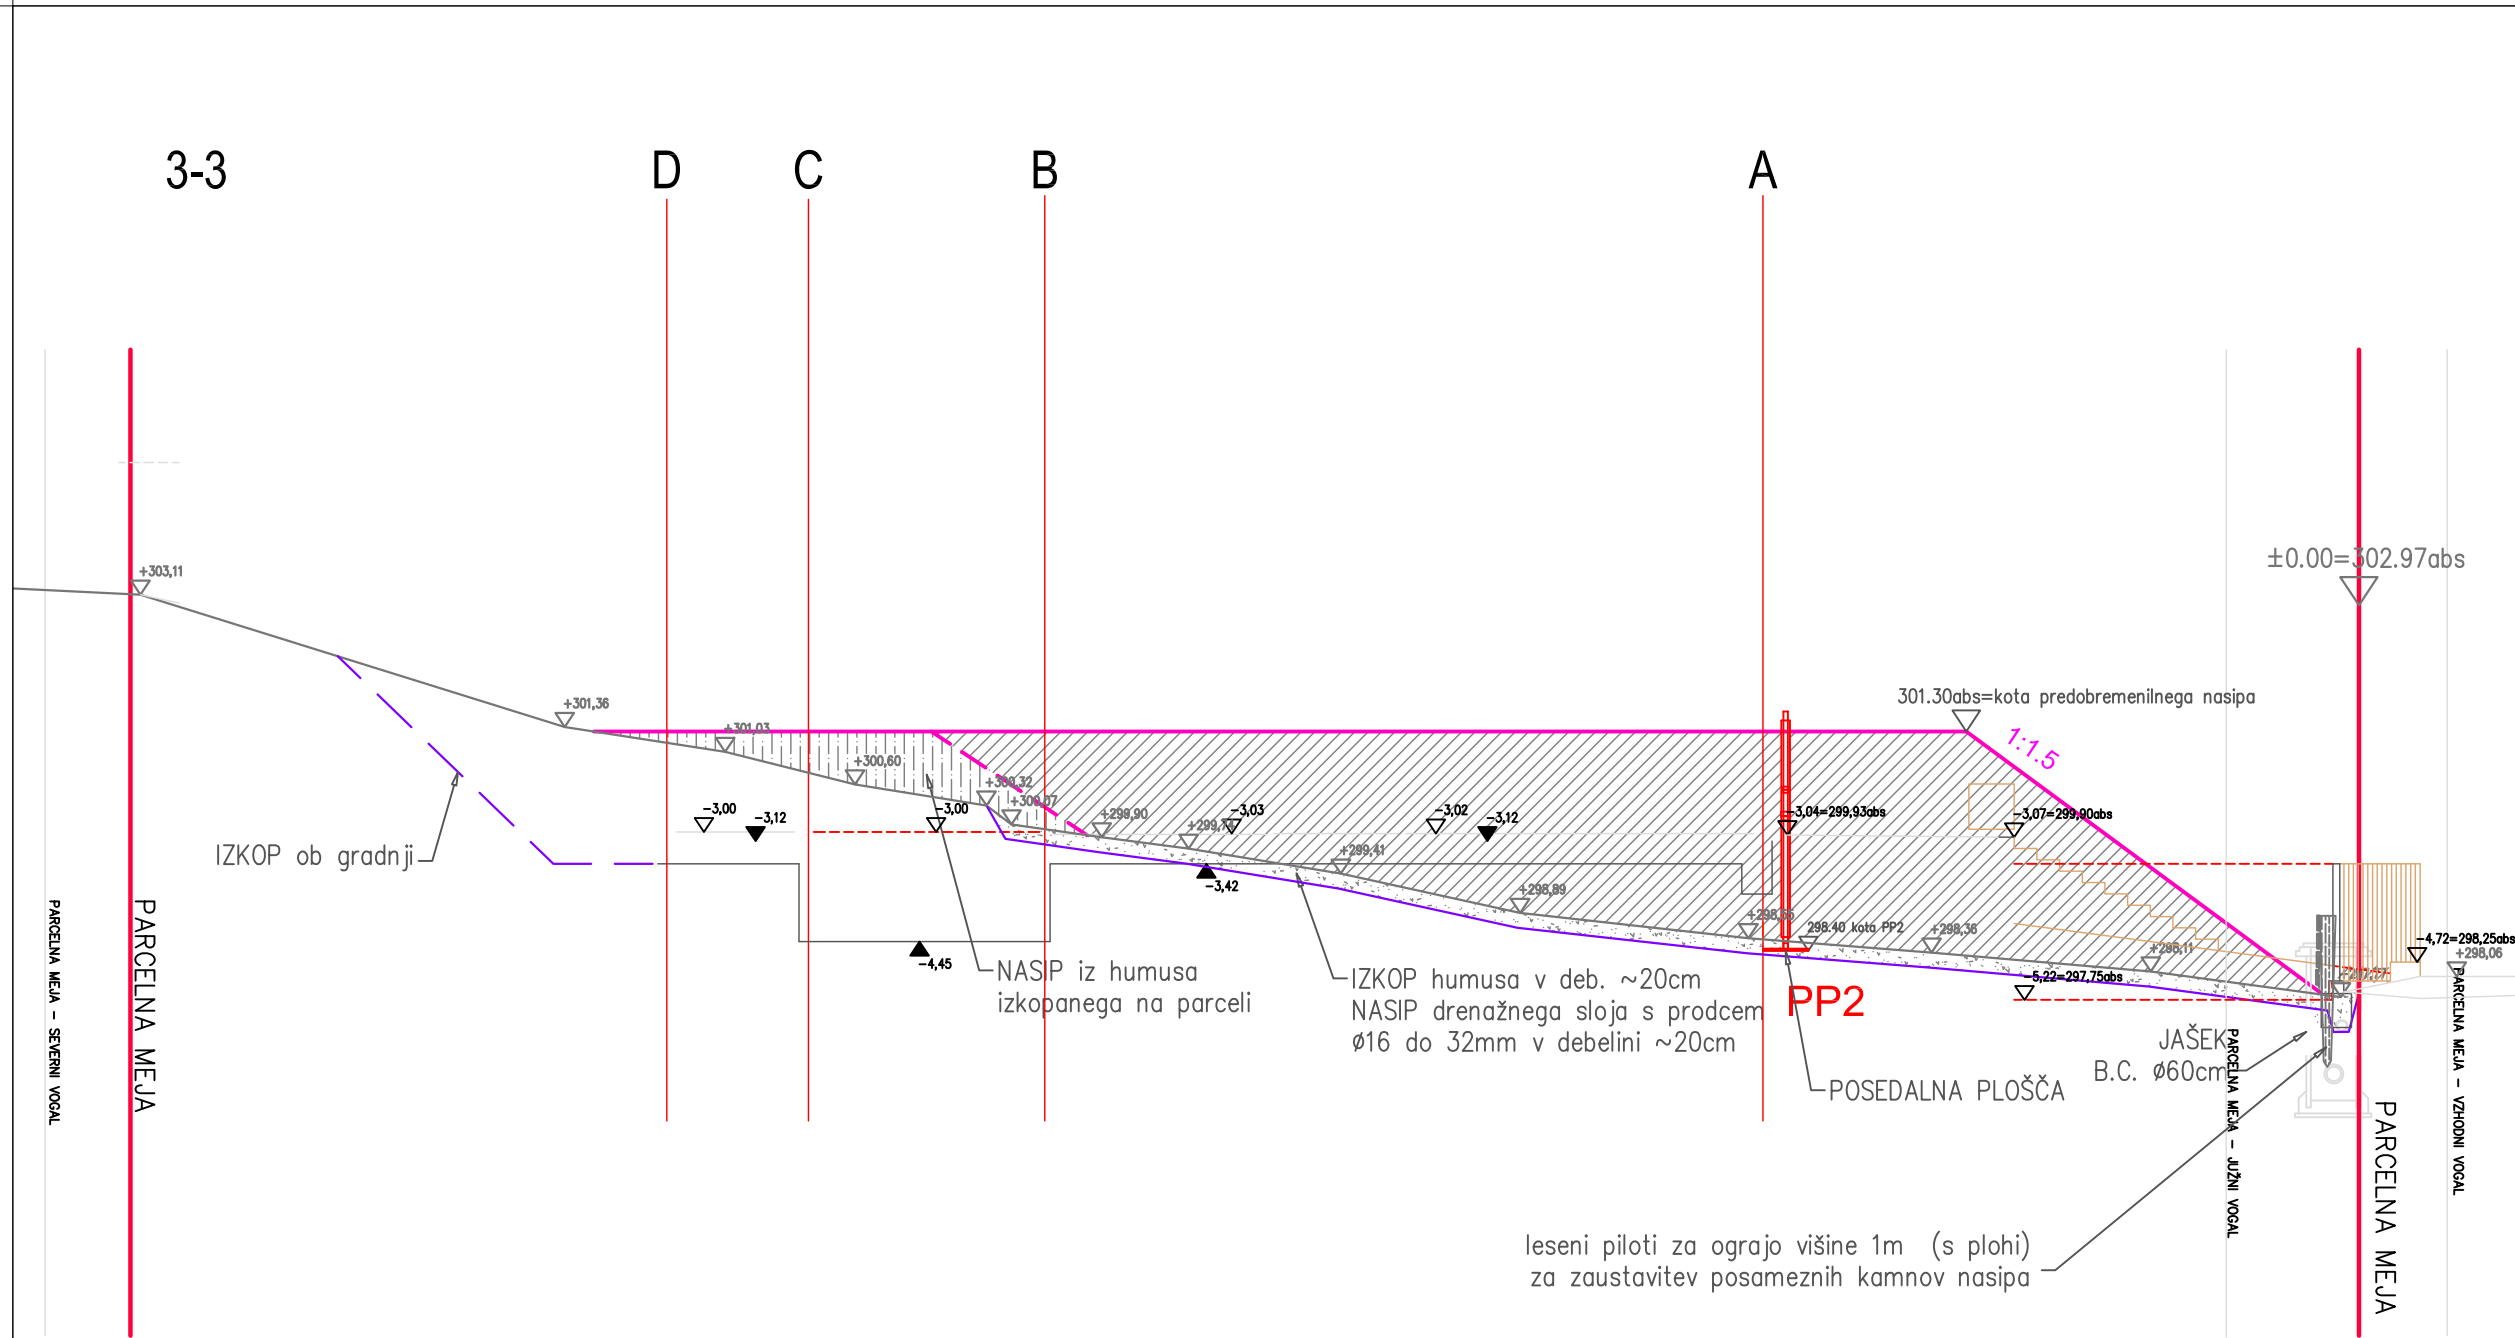 3-3
D
C
B
A
+303,11
±0.00=302.97abs
+301,36
301.30abs=kota predobremenilnega nasipa
+301,03
1:1.5
+300,60
+300,32
+300,07
-3,00
-3,12
-3,00
+299,90
-3,03
-3,02
-3,12
-3,04=299,93abs
-3,07=299,90abs
IZKOP ob gradnji
+299,41
-3,42
+298,89
298.40 kota PP2
+298,36
+298,11
-4,72=298,25abs
+298,06
-4,45
-5,22=297,75abs
NASIP iz humusa
izkopanega na parceli
IZKOP humusa v deb. ~20cm
NASIP drenažnega sloja s prodcem
ø16 do 32mm v debelini ~20cm
PP2
POSEDALNA PLOŠČA
JAŠEK
B.C. ø60cm
PARCELNA MEJA - SEVERNI VOGAL
PARCELNA MEJA
PARCELNA MEJA - JUŽNI VOGAL
PARCELNA MEJA
PARCELNA MEJA - VZHODNI VOGAL
leseni piloti za ograjo višine 1m (s plohi)
za zaustavitev posameznih kamnov nasipa